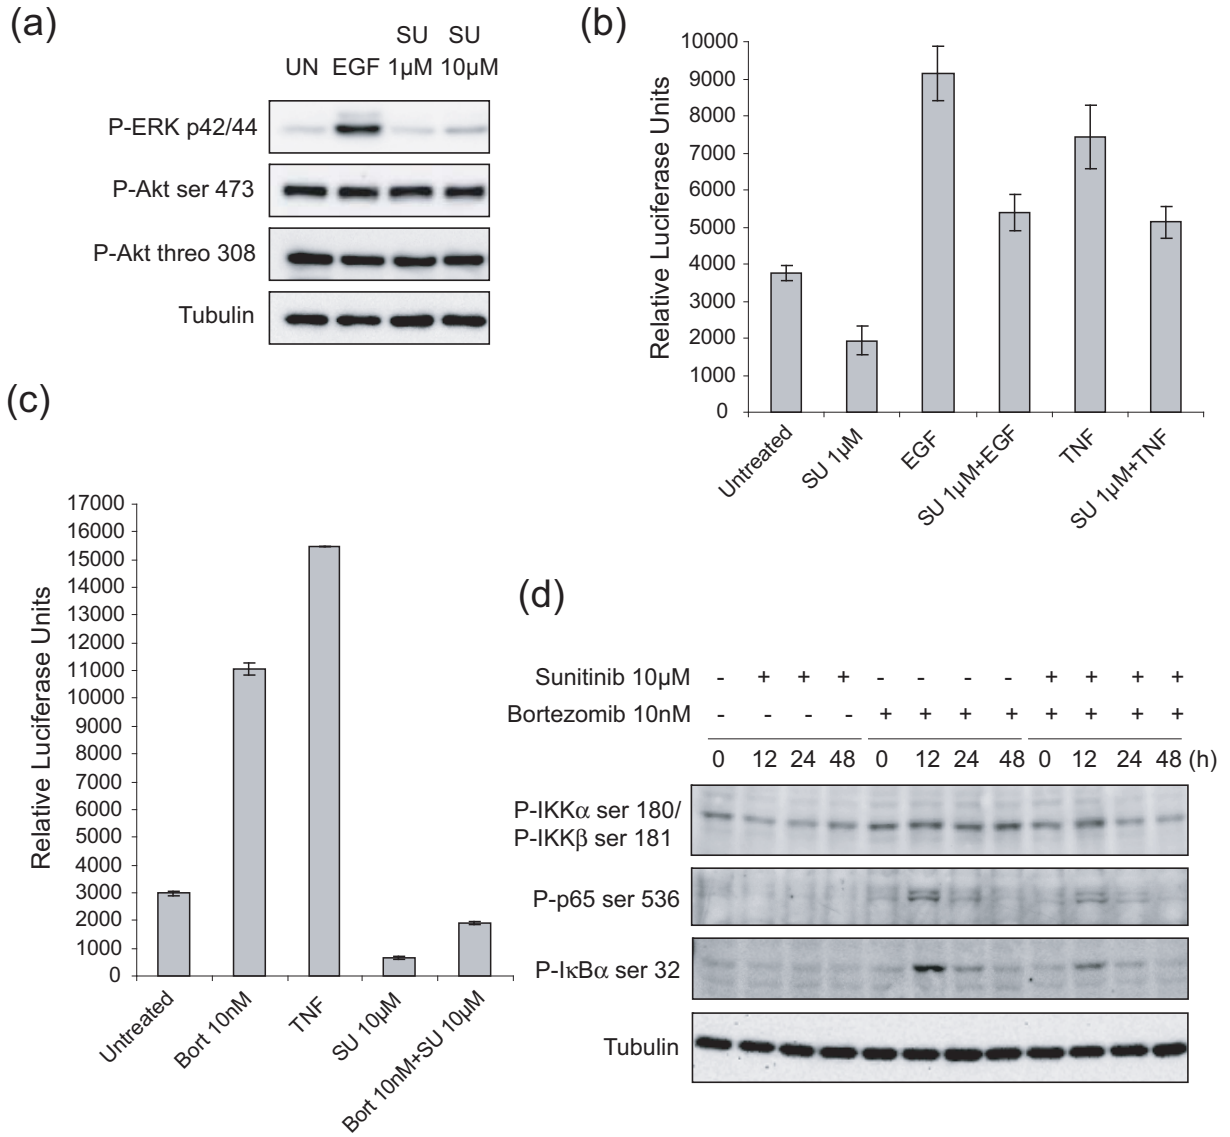 (a)
SU SU
UN EGF 1µM 10µM
P-ERK p42/44
P-Akt ser 473
P-Akt threo 308
Tubulin
(b)
Relative Luciferase Units
10000
9000
8000
7000
6000
5000
4000
3000
2000
1000
0
Untreated
SU 1µM
EGF
SU 1µM+EGF
TNF
SU 1µM+TNF
(c)
Relative Luciferase Units
17000
16000
15000
14000
13000
12000
11000
10000
9000
8000
7000
6000
5000
4000
3000
2000
1000
0
Untreated
Bort 10nM
TNF
SU 10µM
Bort 10nM+SU 10µM
(d)
Sunitinib 10µM - + + + - - - - + + + +
Bortezomib 10nM - - - - + + + + + + + +
0 12 24 48 0 12 24 48 0 12 24 48 (h)
P-IKKα ser 180/
P-IKKβ ser 181
P-p65 ser 536
P-IκBα ser 32
Tubulin